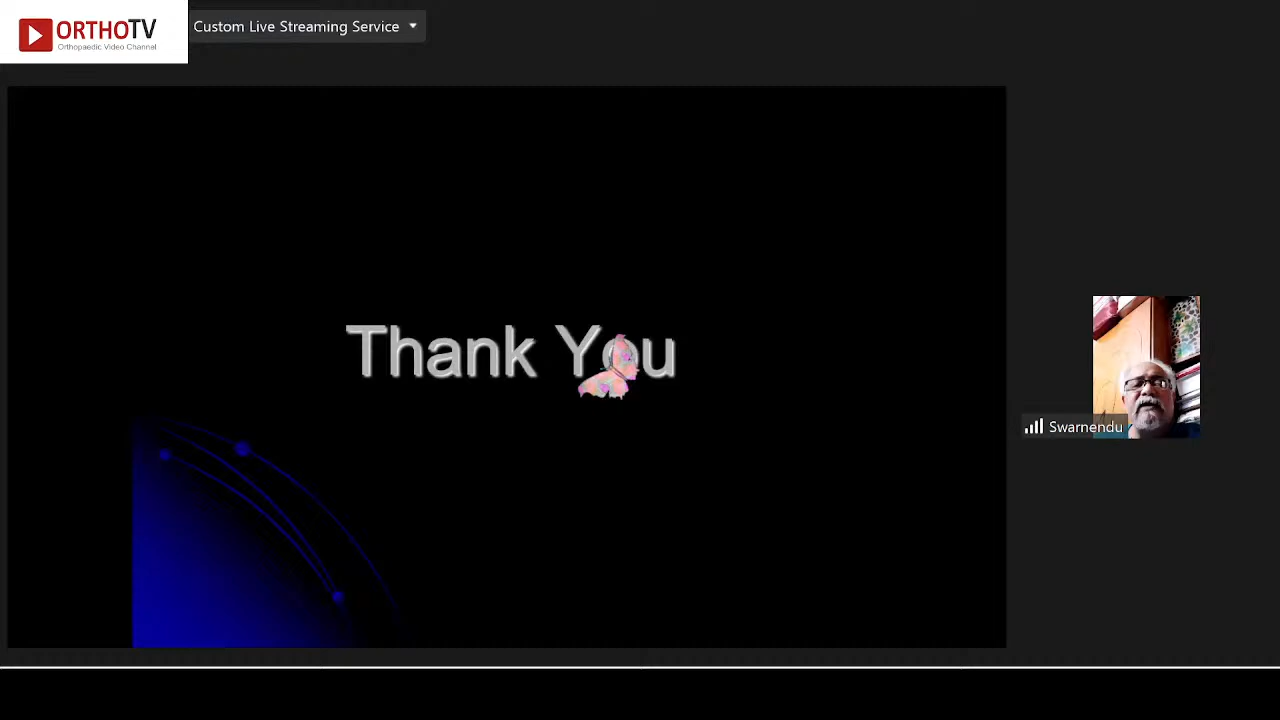 ORTHOTV
Orthopaedic Video Channel
Custom Live Streaming Service
Thank You
Swarnendu